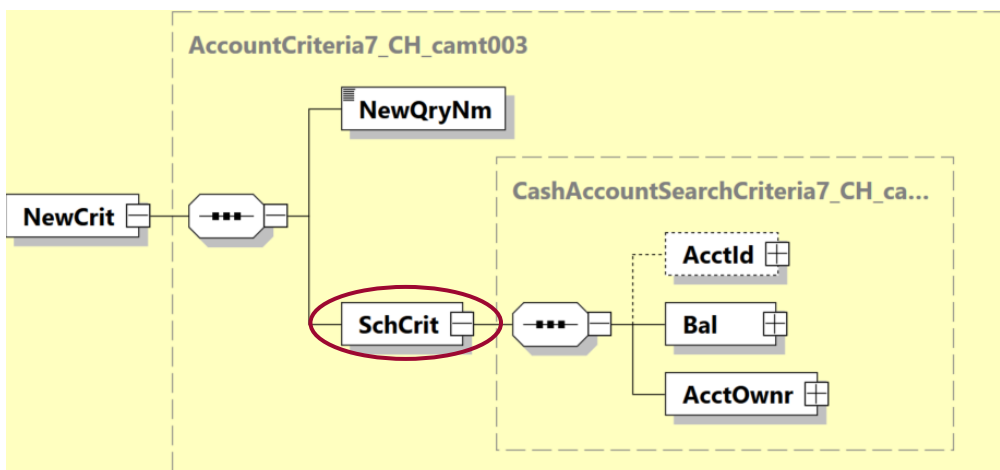 AccountCriteria7_CH_camt003
NewQryNm
CashAccountSearchCriteria7_CH_ca...
NewCrit
AcctId
SchCrit
Bal
AcctOwnr